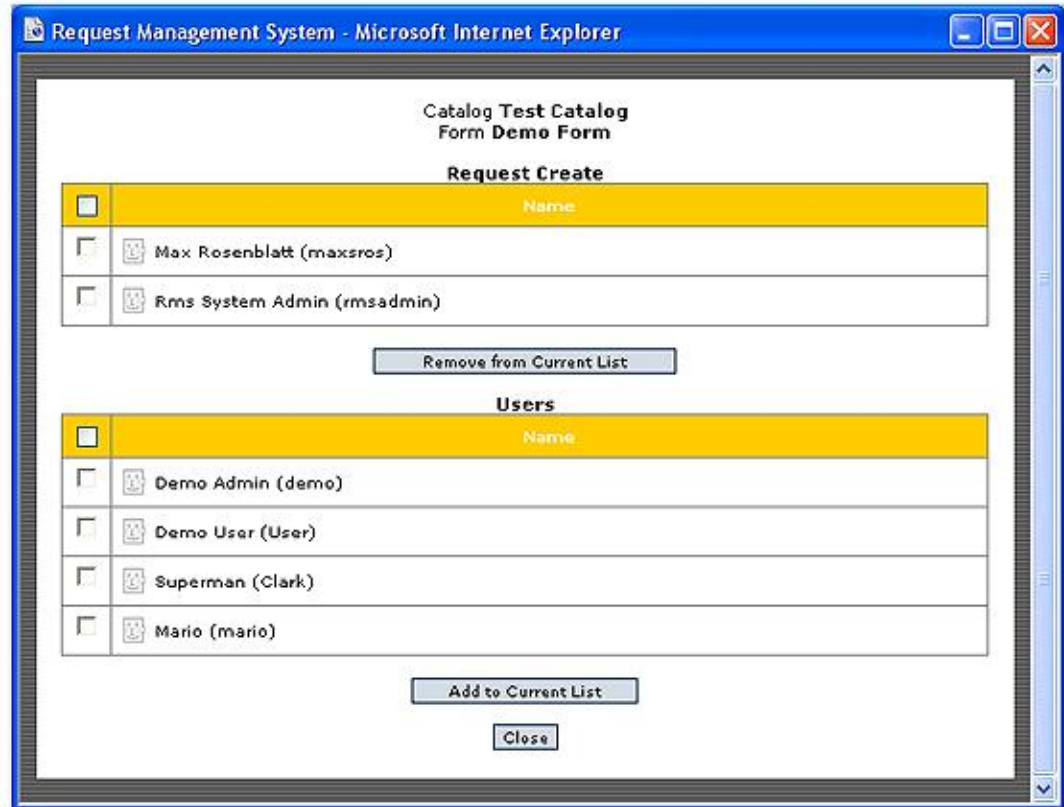 Request Management System - Microsoft Internet Explorer
Catalog Test Catalog
Form Demo Form
Request Create
Name
Max Rosenblatt (maxsros)
Rms System Admin (rmsadmin)
Remove from Current List
Users
Name
Demo Admin (demo)
Demo User (User)
Superman (Clark)
Mario (mario)
Add to Current List
Close